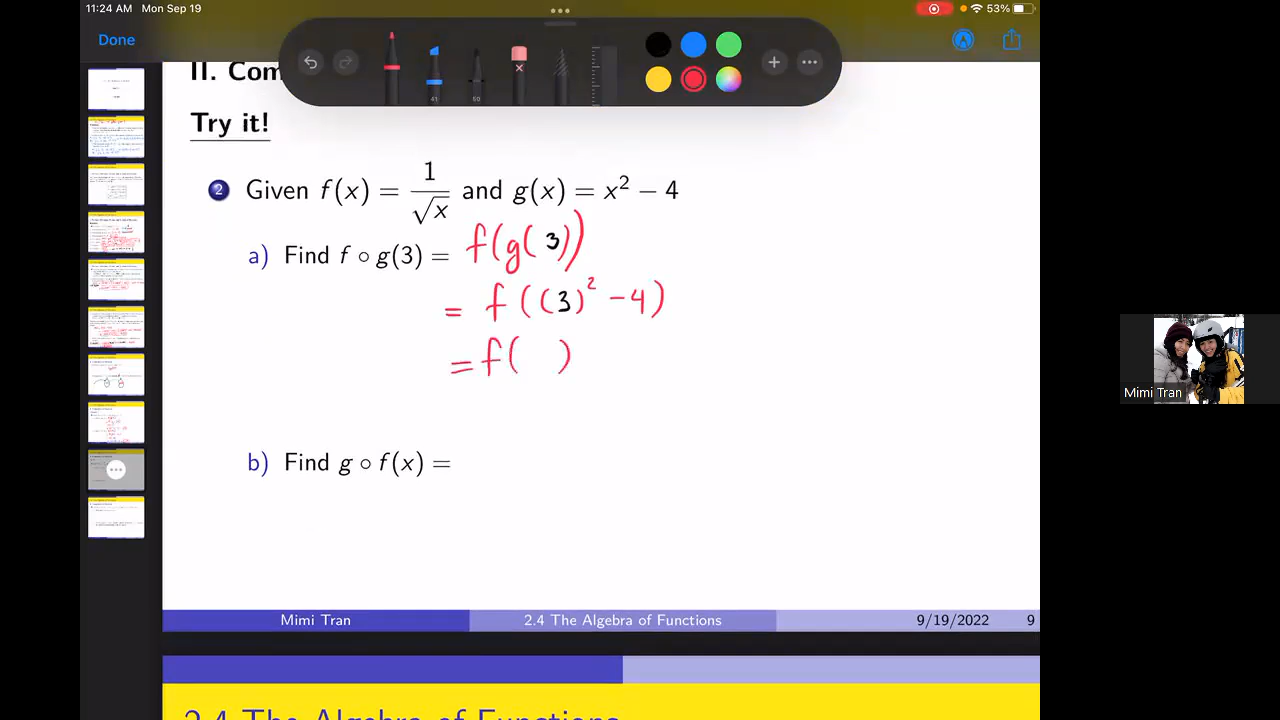 11:24 AM Mon Sep 19
53%
Done
41
50
II. Com
Try it!
2 Given f(x) = 1/√x and g(x) = x² − 4
a) Find f ∘ g(3) = f(g(3))
= f((3)² − 4)
= f( )
b) Find g ∘ f(x) =
Mimi Tran 2.4 The Algebra of Functions 9/19/2022 9
2.4 The Algebra of Functions
Mimi Tran